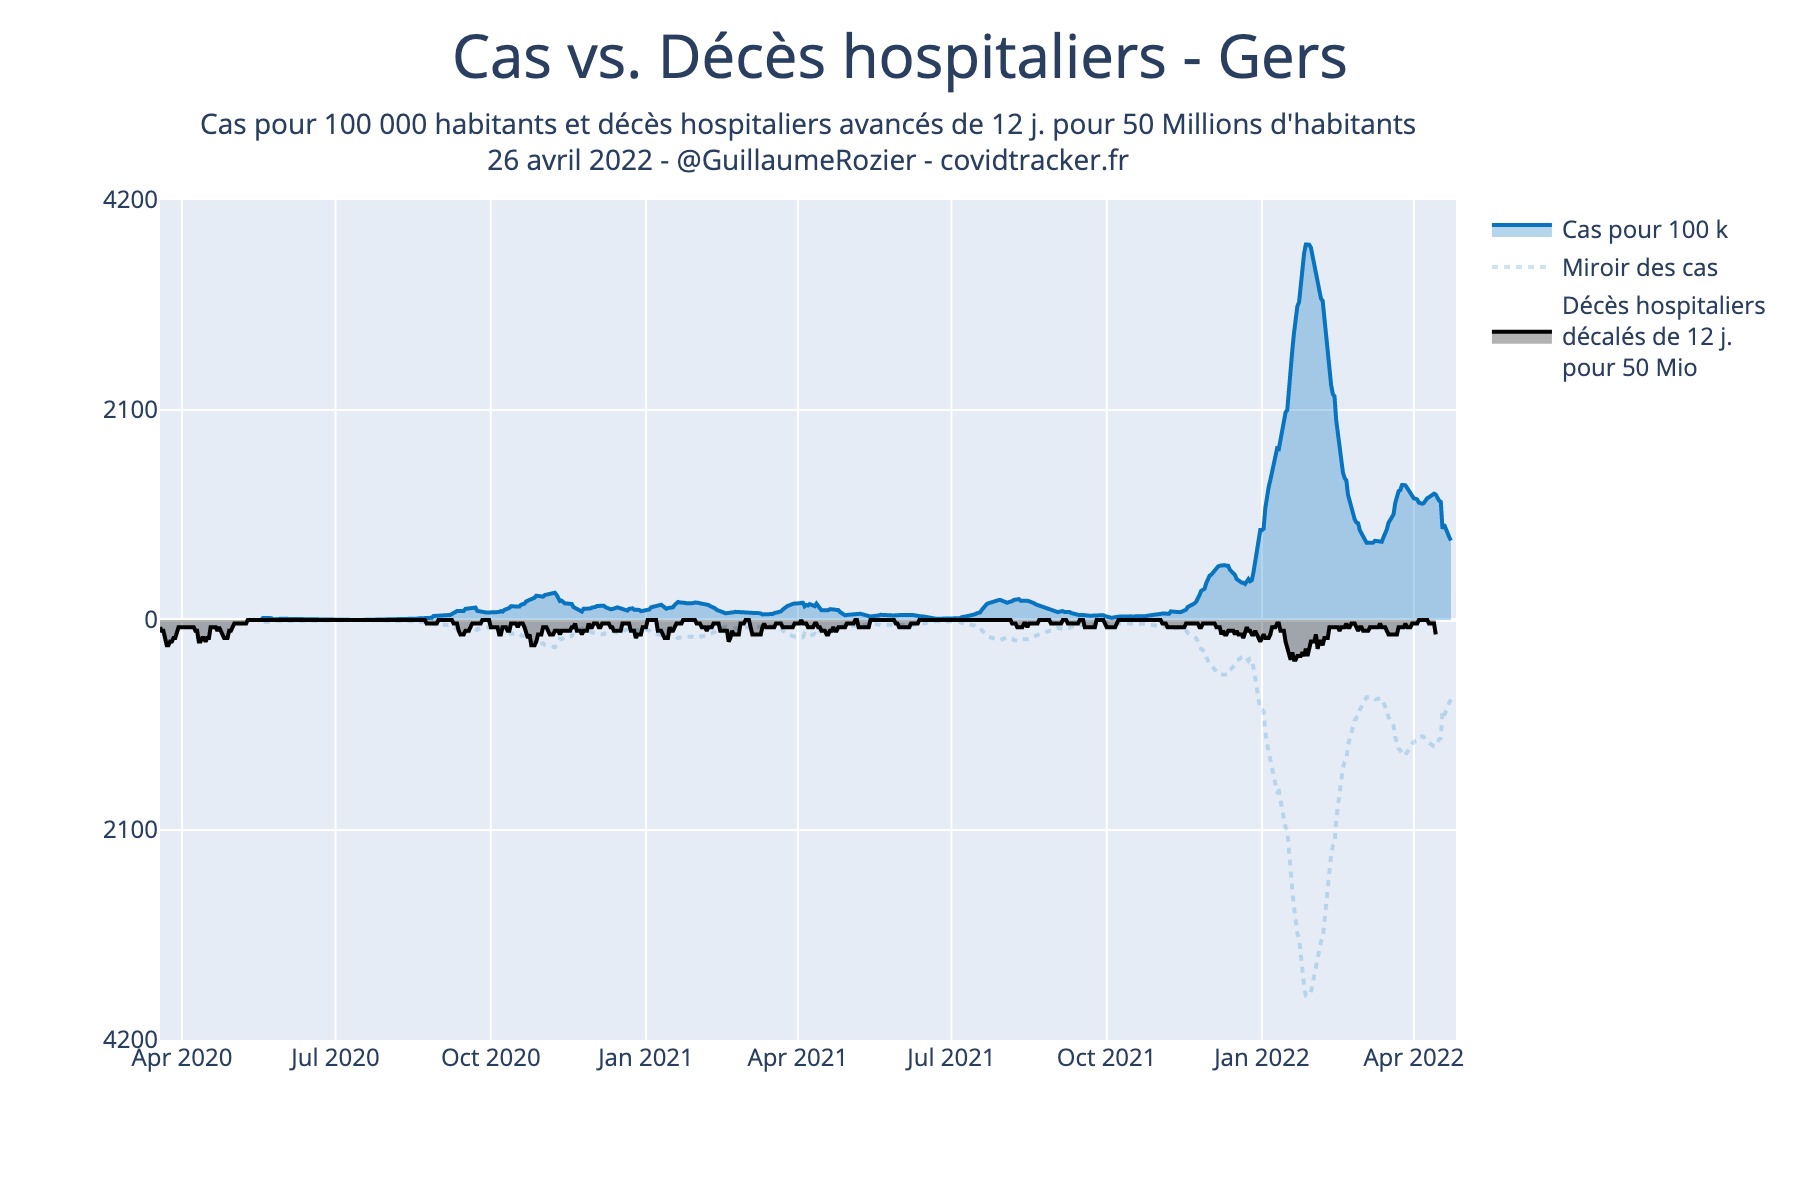 Cas vs. Décès hospitaliers - Gers
Cas pour 100 000 habitants et décès hospitaliers avancés de 12 j. pour 50 Millions d'habitants
26 avril 2022 - @GuillaumeRozier - covidtracker.fr
4200
2100
0
2100
4200
Apr 2020
Jul 2020
Oct 2020
Jan 2021
Apr 2021
Jul 2021
Oct 2021
Jan 2022
Apr 2022
Cas pour 100 k
Miroir des cas
Décès hospitaliers
décalés de 12 j.
pour 50 Mio